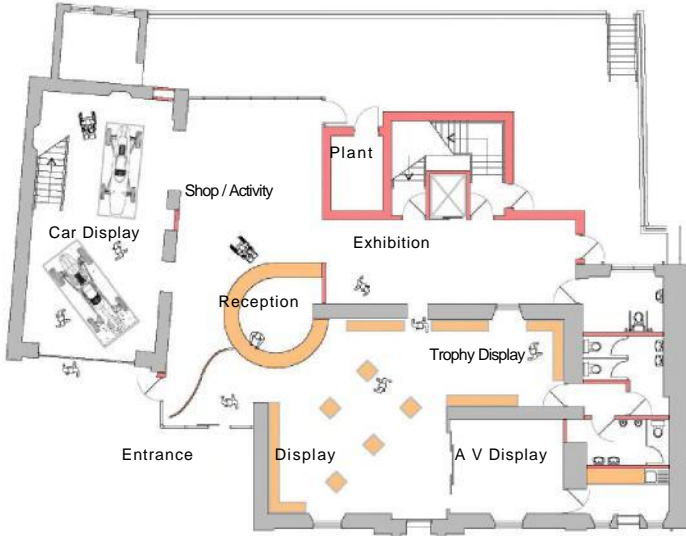 Plant
Shop / Activity
Car Display
Exhibition
Reception
Trophy Display
Entrance
Display
A V Display